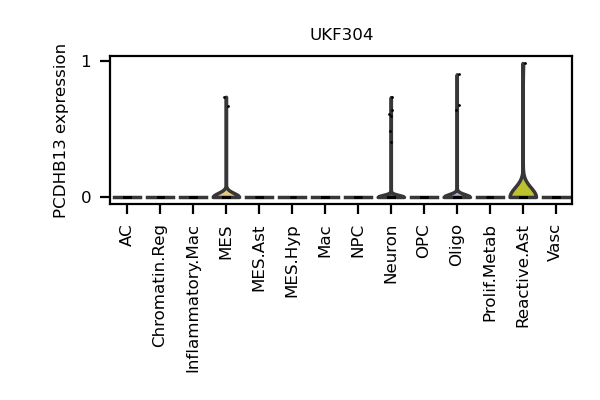 UKF304
PCDHB13 expression
1
0
AC
Chromatin.Reg
Inflammatory.Mac
MES
MES.Ast
MES.Hyp
Mac
NPC
Neuron
OPC
Oligo
Prolif.Metab
Reactive.Ast
Vasc